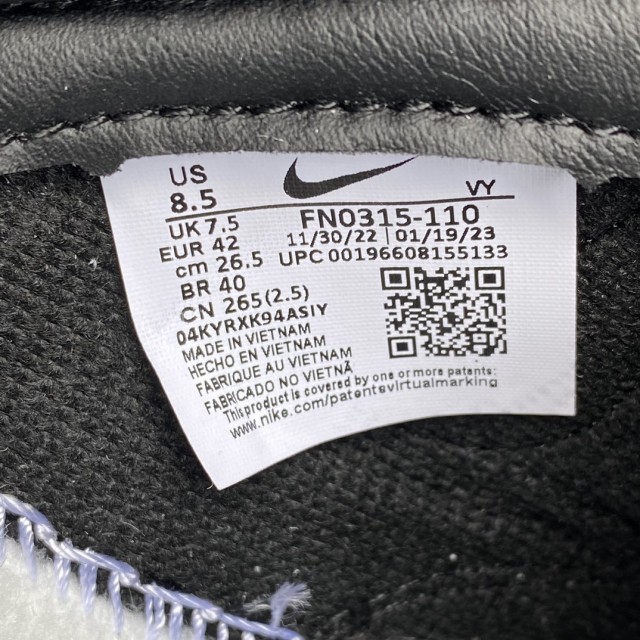 US
8.5
VY
UK 7.5
FN0315-110
EUR 42
11/30/22 | 01/19/23
cm 26.5
UPC 00196608155133
BR 40
CN 265(2.5)
04KYRXK94ASIY
MADE IN VIETNAM
HECHO EN VIETNAM
FABRIQUE AU VIETNAM
FABRICADO NO VIETNÃ
This product is covered by one or more patents:
www.nike.com/patentsvirtualmarking